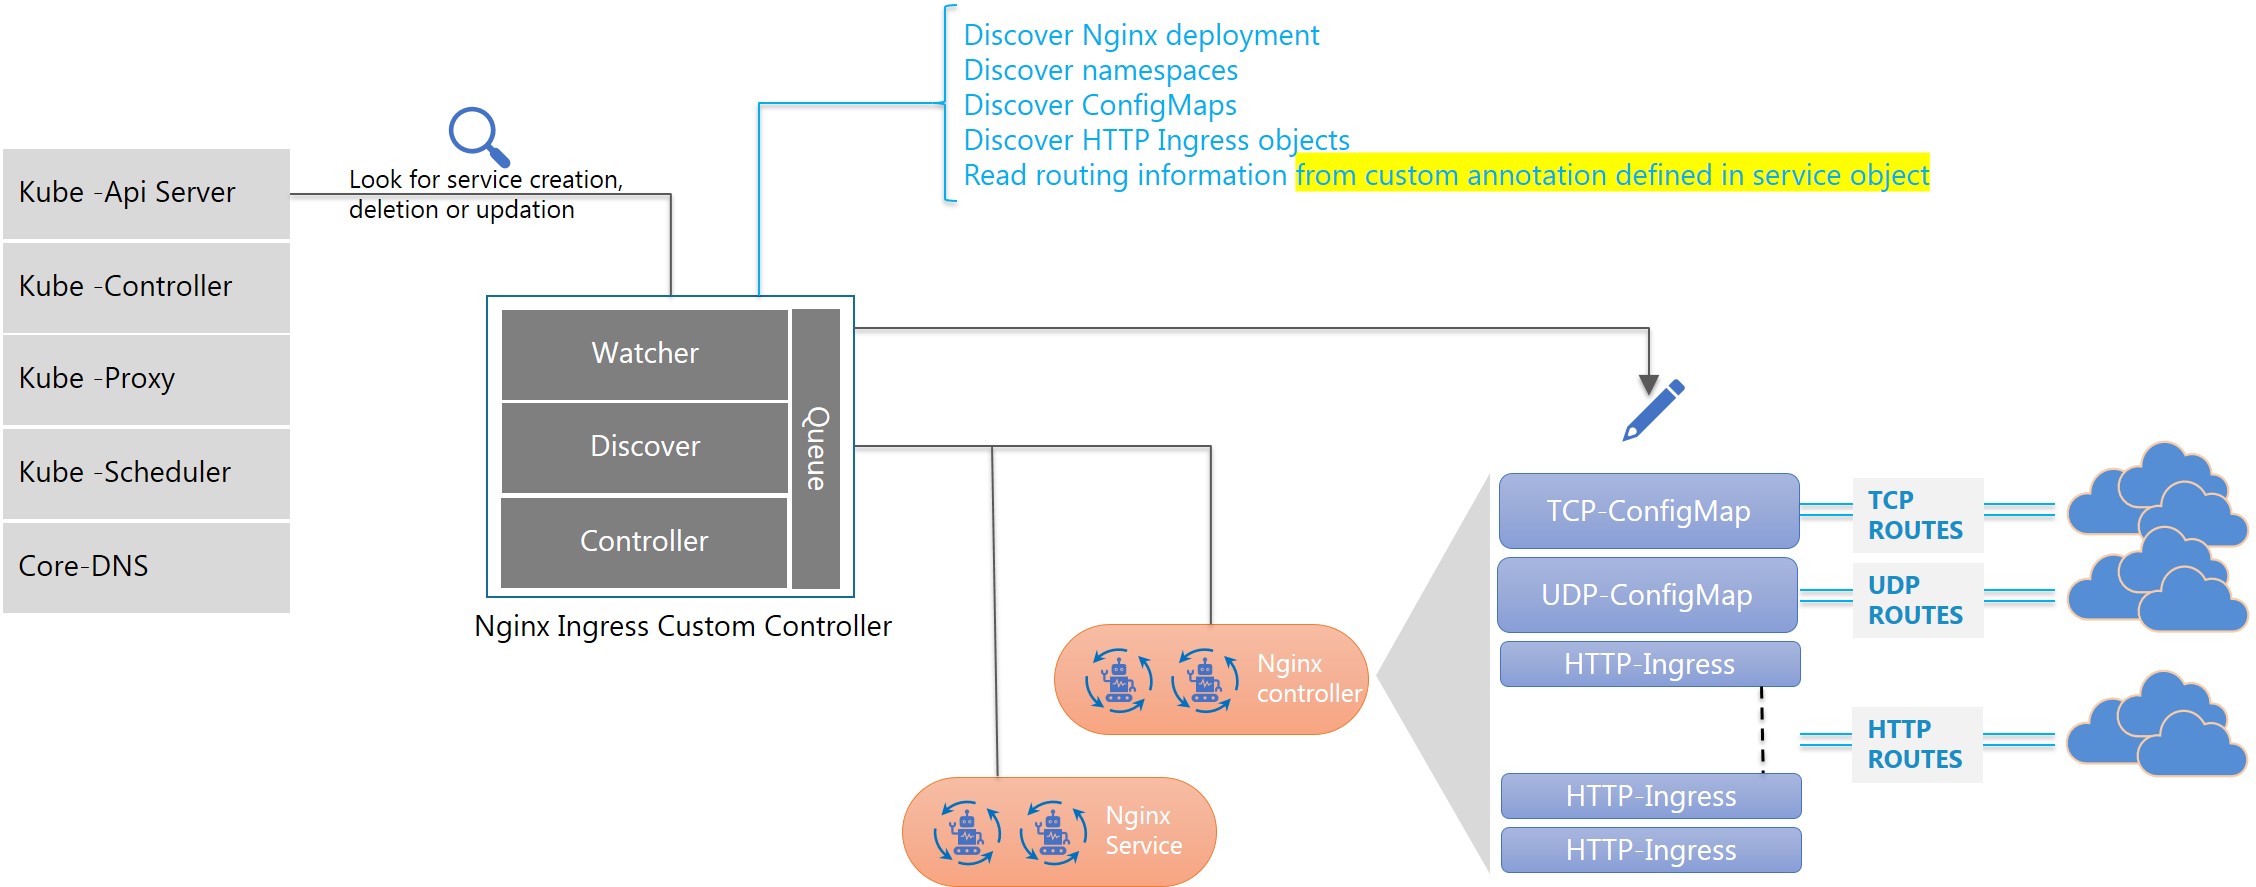 Discover Nginx deployment
Discover namespaces
Discover ConfigMaps
Discover HTTP Ingress objects
Read routing information from custom annotation defined in service object
Look for service creation,
deletion or updation
Kube -Api Server
Kube -Controller
Kube -Proxy
Kube -Scheduler
Core-DNS
Watcher
Discover
Controller
Queue
Nginx Ingress Custom Controller
Nginx
controller
Nginx
Service
TCP-ConfigMap
UDP-ConfigMap
HTTP-Ingress
HTTP-Ingress
HTTP-Ingress
TCP
ROUTES
UDP
ROUTES
HTTP
ROUTES